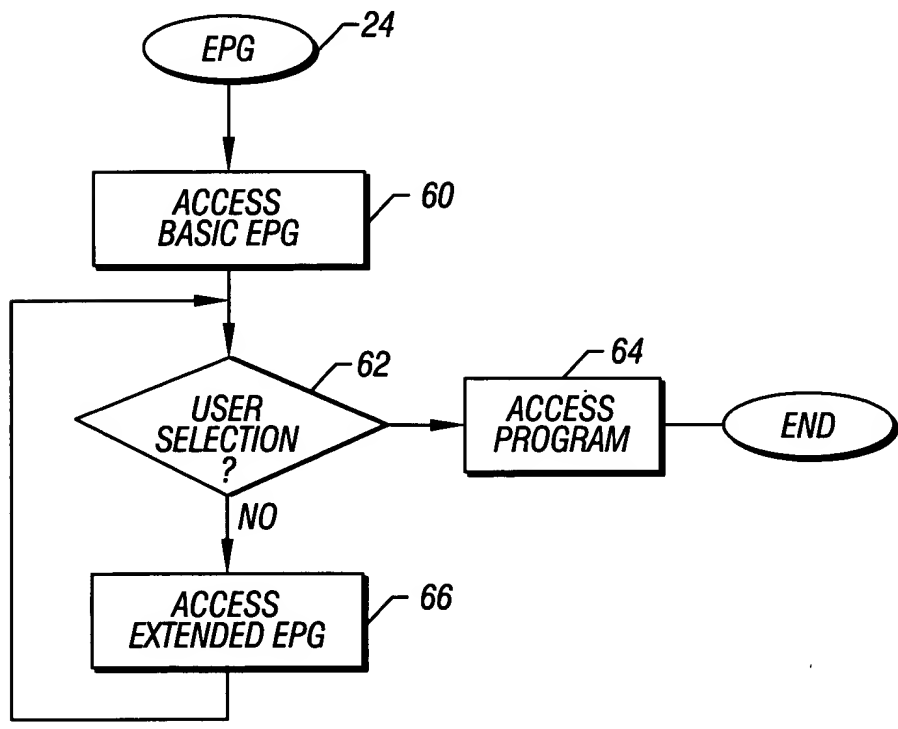 EPG
24
ACCESS
BASIC EPG
60
USER
SELECTION
?
62
ACCESS
PROGRAM
64
END
NO
ACCESS
EXTENDED EPG
66